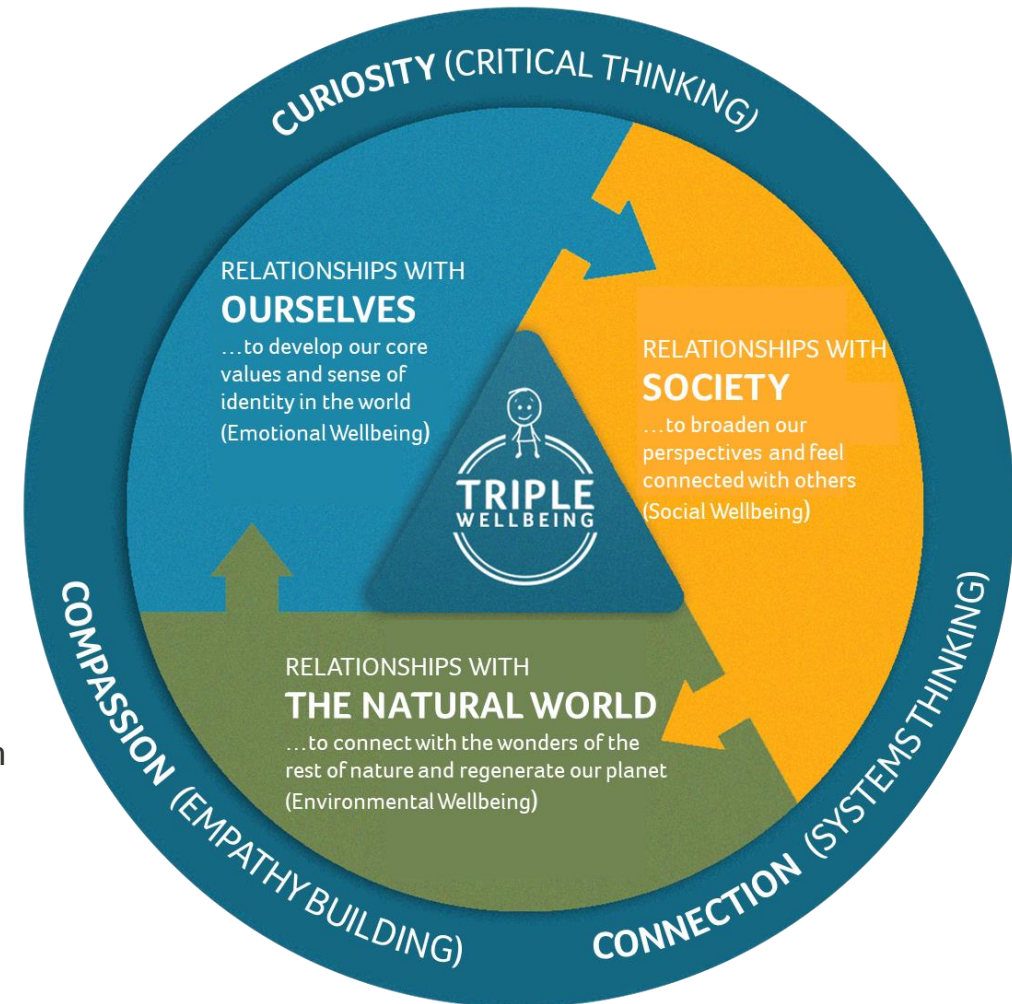 CURIOSITY (CRITICAL THINKING)
RELATIONSHIPS WITH
OURSELVES
...to develop our core
values and sense of
identity in the world
(Emotional Wellbeing)
RELATIONSHIPS WITH
SOCIETY
...to broaden our
perspectives and feel
connected with others
(Social Wellbeing)
TRIPLE
WELLBEING
RELATIONSHIPS WITH
THE NATURAL WORLD
...to connect with the wonders of the
rest of nature and regenerate our planet
(Environmental Wellbeing)
COMPASSION (EMPATHY BUILDING)
CONNECTION (SYSTEMS THINKING)